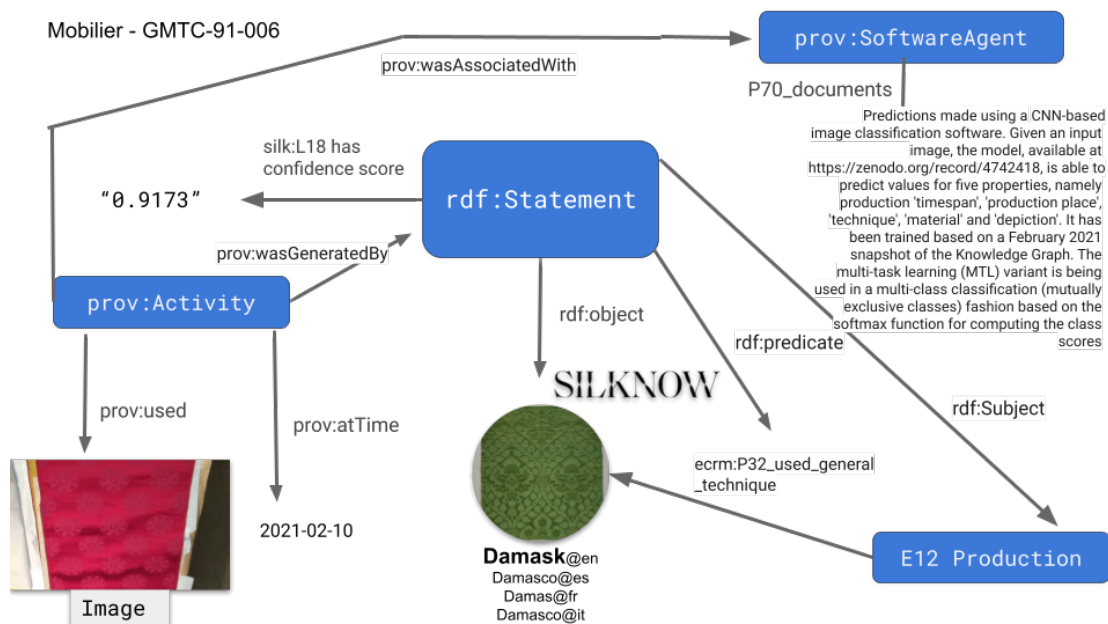 Mobilier - GMTC-91-006
prov:SoftwareAgent
prov:wasAssociatedWith
P70_documents
Predictions made using a CNN-based
image classification software. Given an input
image, the model, available at
https://zenodo.org/record/4742418, is able to
predict values for five properties, namely
production 'timespan', 'production place',
'technique', 'material' and 'depiction'. It has
been trained based on a February 2021
snapshot of the Knowledge Graph. The
multi-task learning (MTL) variant is being
used in a multi-class classification (mutually
exclusive classes) fashion based on the
softmax function for computing the class
scores
silk:L18 has
confidence score
rdf:Statement
“0.9173”
prov:wasGeneratedBy
prov:Activity
rdf:object
rdf:predicate
rdf:Subject
prov:used
prov:atTime
SILKNOW
ecrm:P32_used_general
_technique
2021-02-10
E12 Production
Damask@en
Damasco@es
Damas@fr
Damasco@it
Image